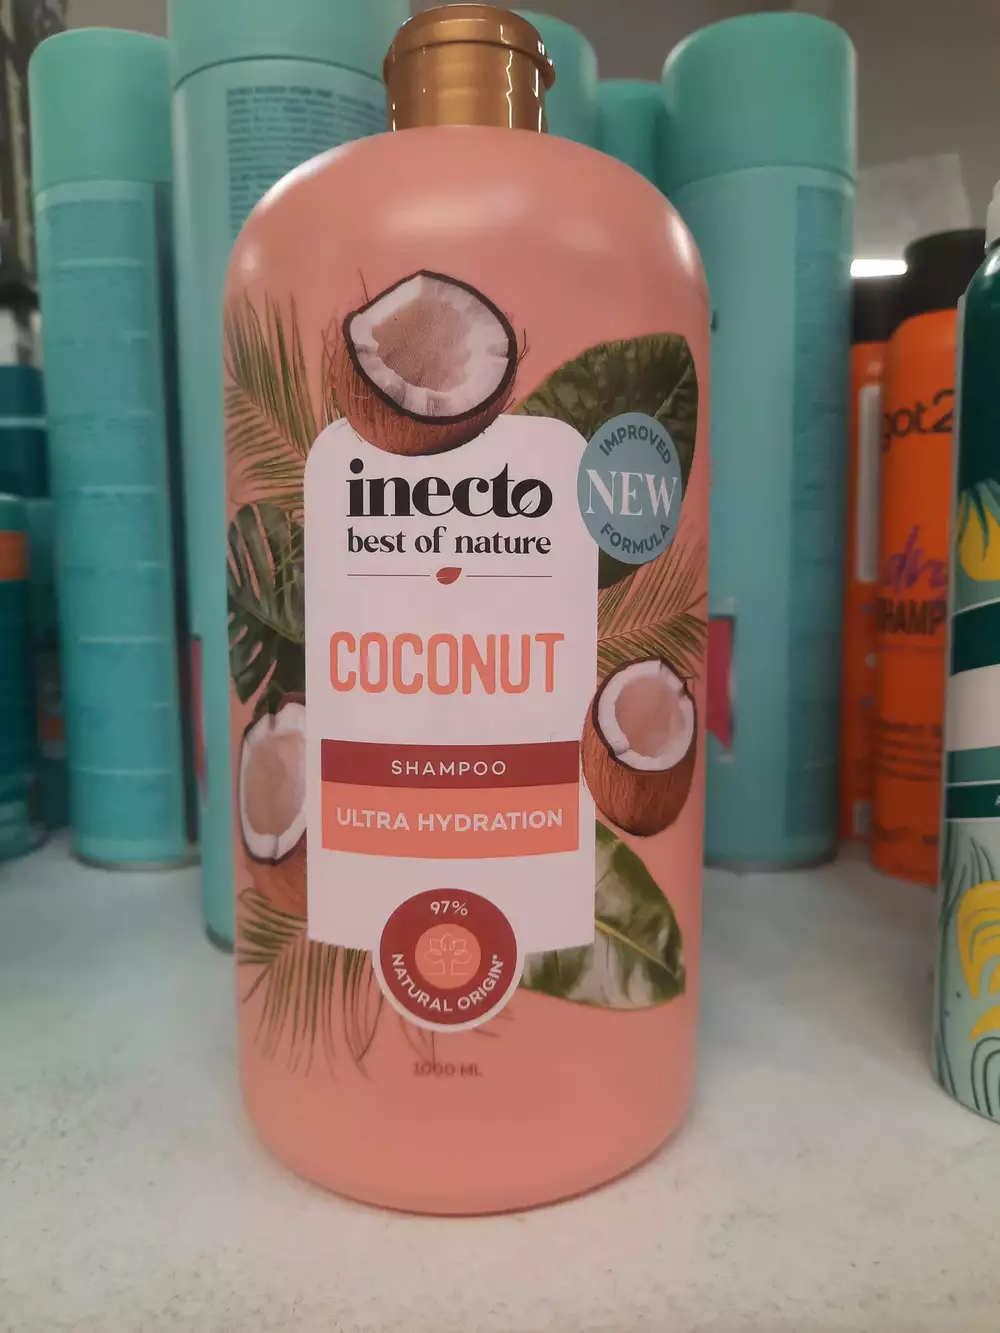 inecto
best of nature
IMPROVED
NEW
FORMULA
COCONUT
SHAMPOO
ULTRA HYDRATION
97%
NATURAL ORIGIN*
1000 ML
got2